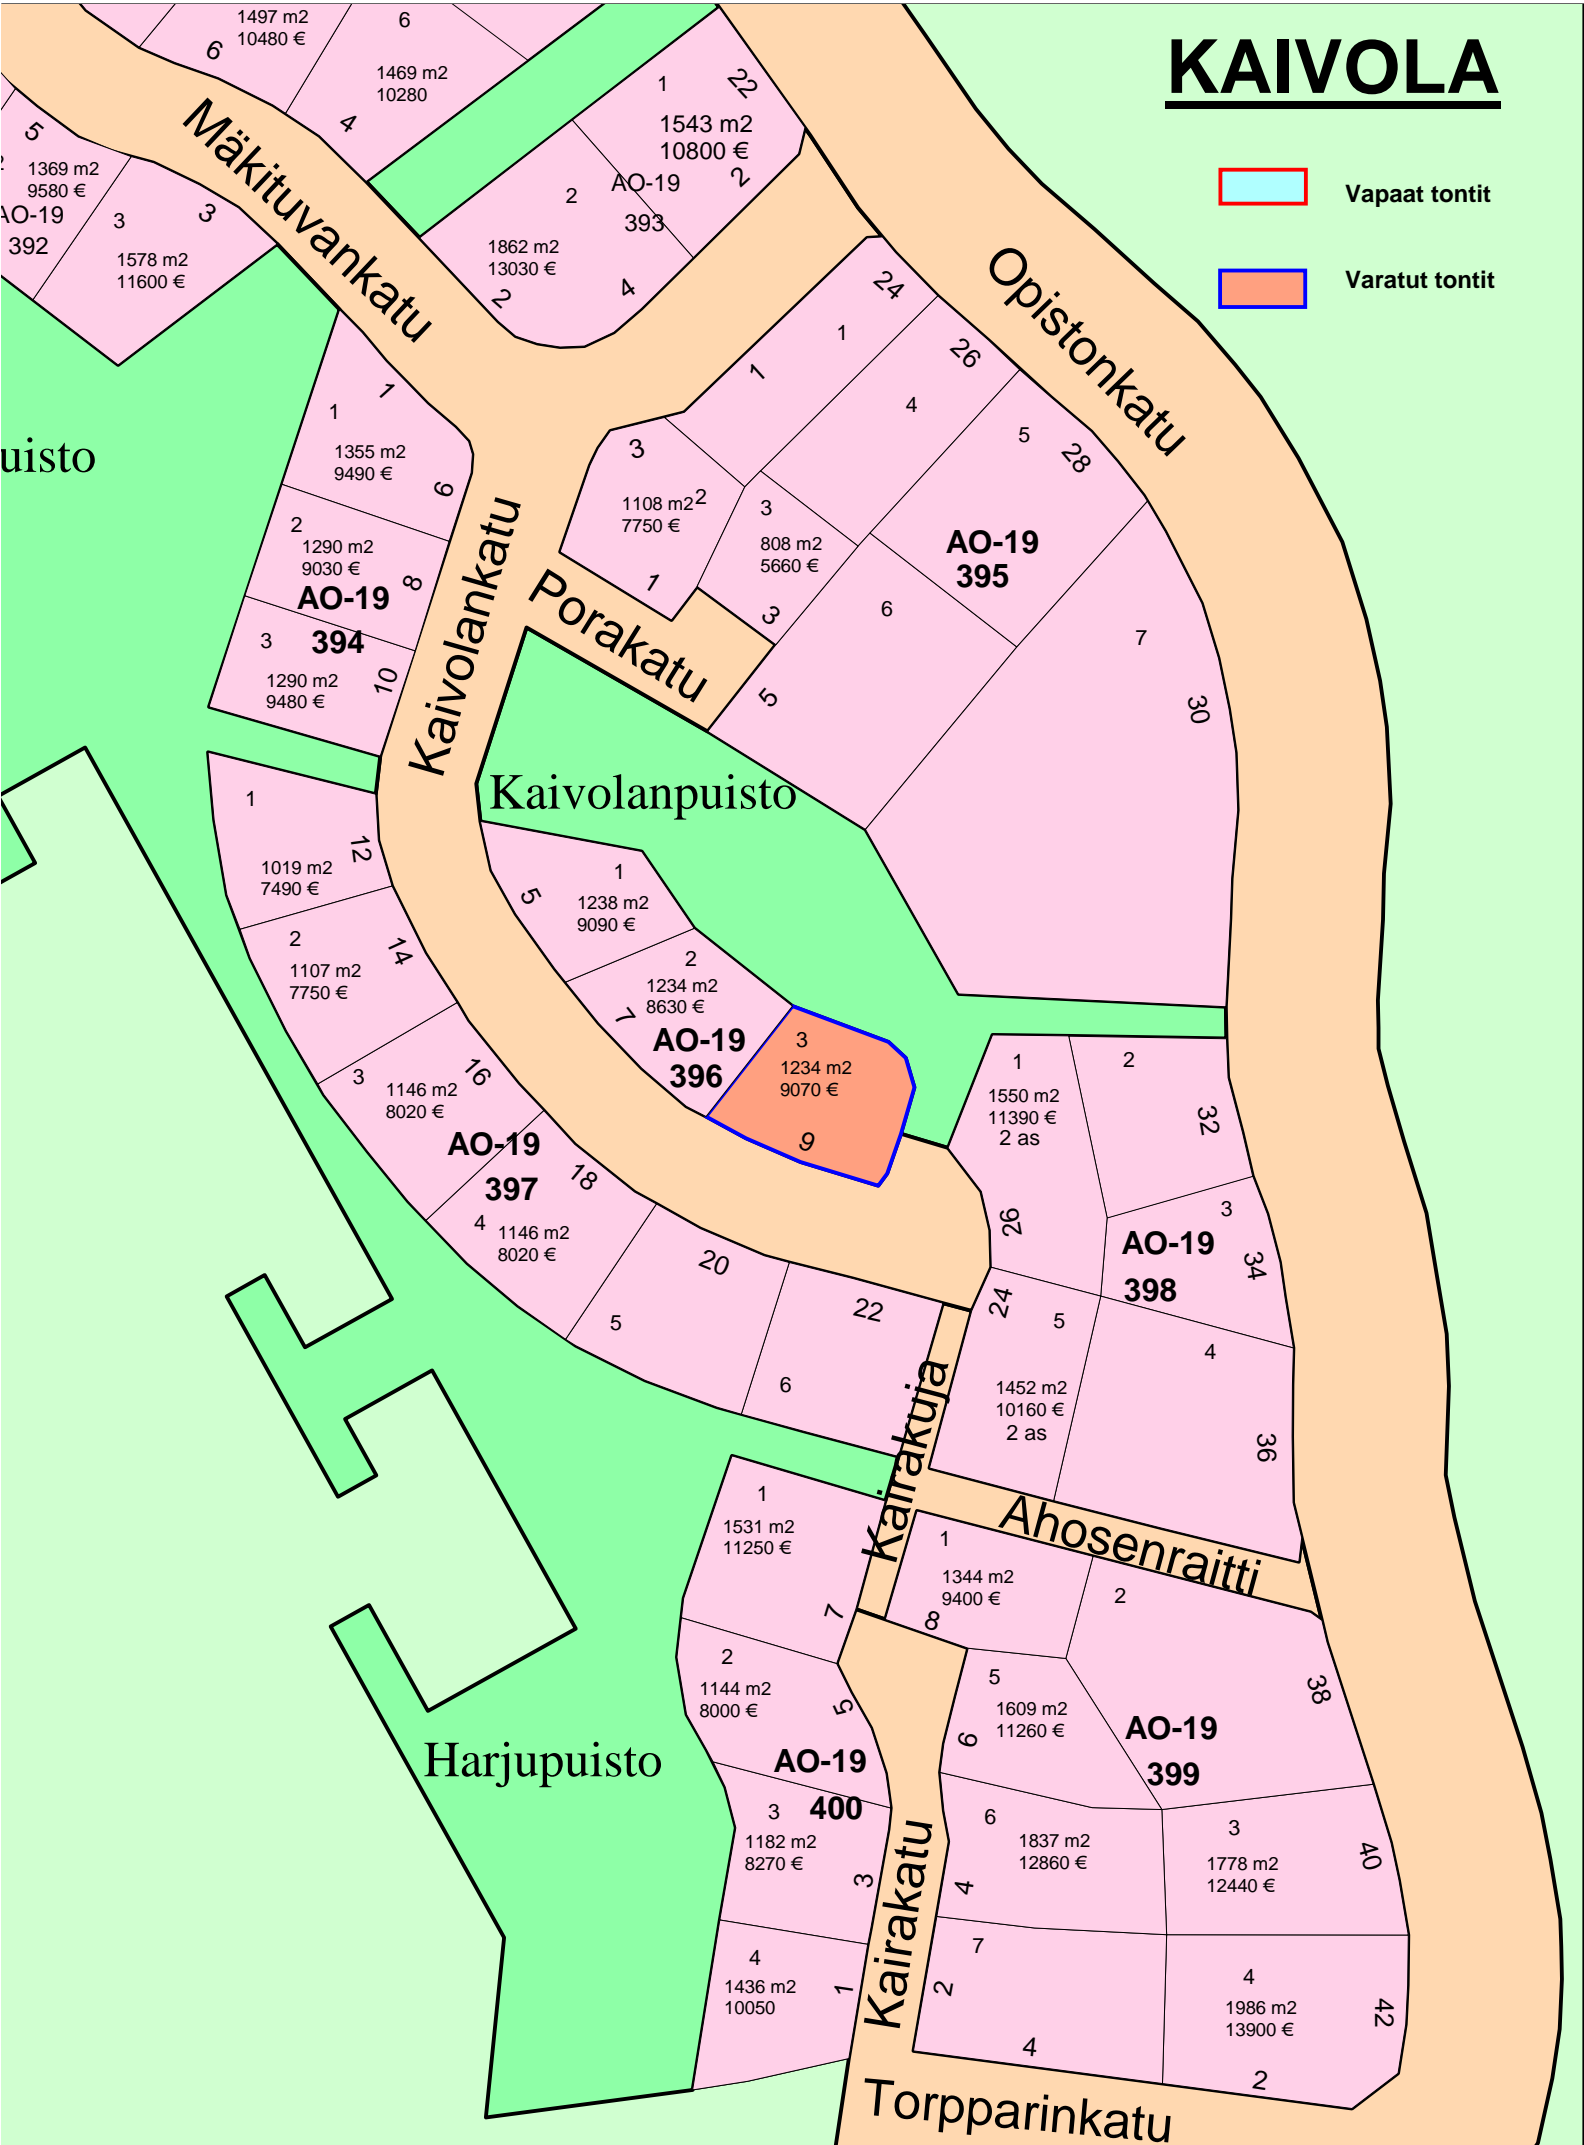 KAIVOLA
Vapaat tontit
Varatut tontit
1497 m2
10480 €
6
6
1469 m2
10280
4
Mäkituvankatu
5
1369 m2
9580 €
AO-19
392
3
3
1578 m2
11600 €
1
22
1543 m2
10800 €
2
AO-19
393
2
1862 m2
13030 €
2
4
Opistonkatu
24
1
1
26
4
5
28
AO-19
395
3
1108 m2
2
7750 €
1
3
808 m2
5660 €
3
6
5
7
30
uisto
1
1
1355 m2
9490 €
6
2
1290 m2
9030 €
8
AO-19
394
3
1290 m2
9480 €
10
Kaivolankatu
Porakatu
Kaivolanpuisto
1
12
1019 m2
7490 €
2
14
1107 m2
7750 €
1
5
1238 m2
9090 €
2
1234 m2
8630 €
7
AO-19
396
3
1234 m2
9070 €
9
3
16
1146 m2
8020 €
AO-19
397
18
4
1146 m2
8020 €
20
5
22
6
1
1550 m2
11390 €
2 as
26
2
32
3
AO-19
398
34
24
5
1452 m2
10160 €
2 as
4
36
Kairakuja
Ahosenraitti
1
1531 m2
11250 €
7
1
1344 m2
9400 €
8
2
38
2
1144 m2
8000 €
5
5
1609 m2
11260 €
6
AO-19
399
AO-19
400
Harjupuisto
3
1182 m2
8270 €
3
6
1837 m2
12860 €
4
3
1778 m2
12440 €
40
4
1436 m2
10050
1
Kairakatu
7
2
4
4
1986 m2
13900 €
42
2
Torpparinkatu